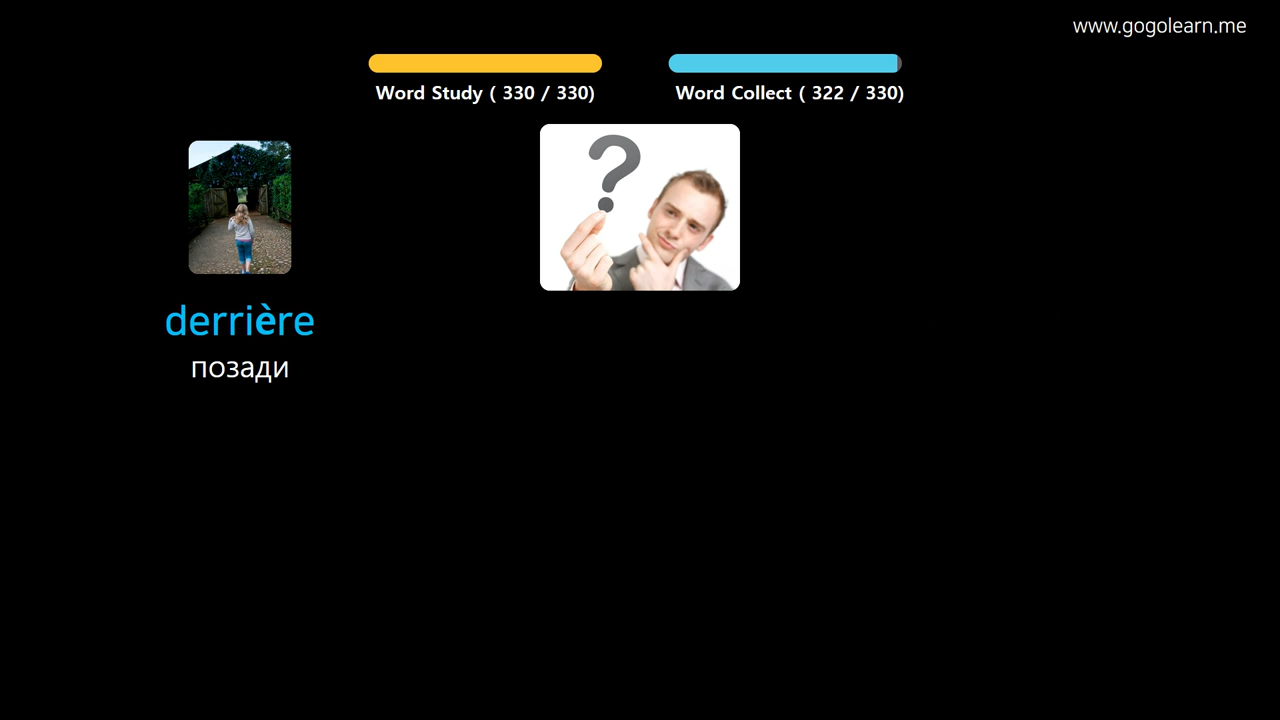 www.gogolearn.me
Word Study ( 330 / 330)
Word Collect ( 322 / 330)
?
derrière
позади